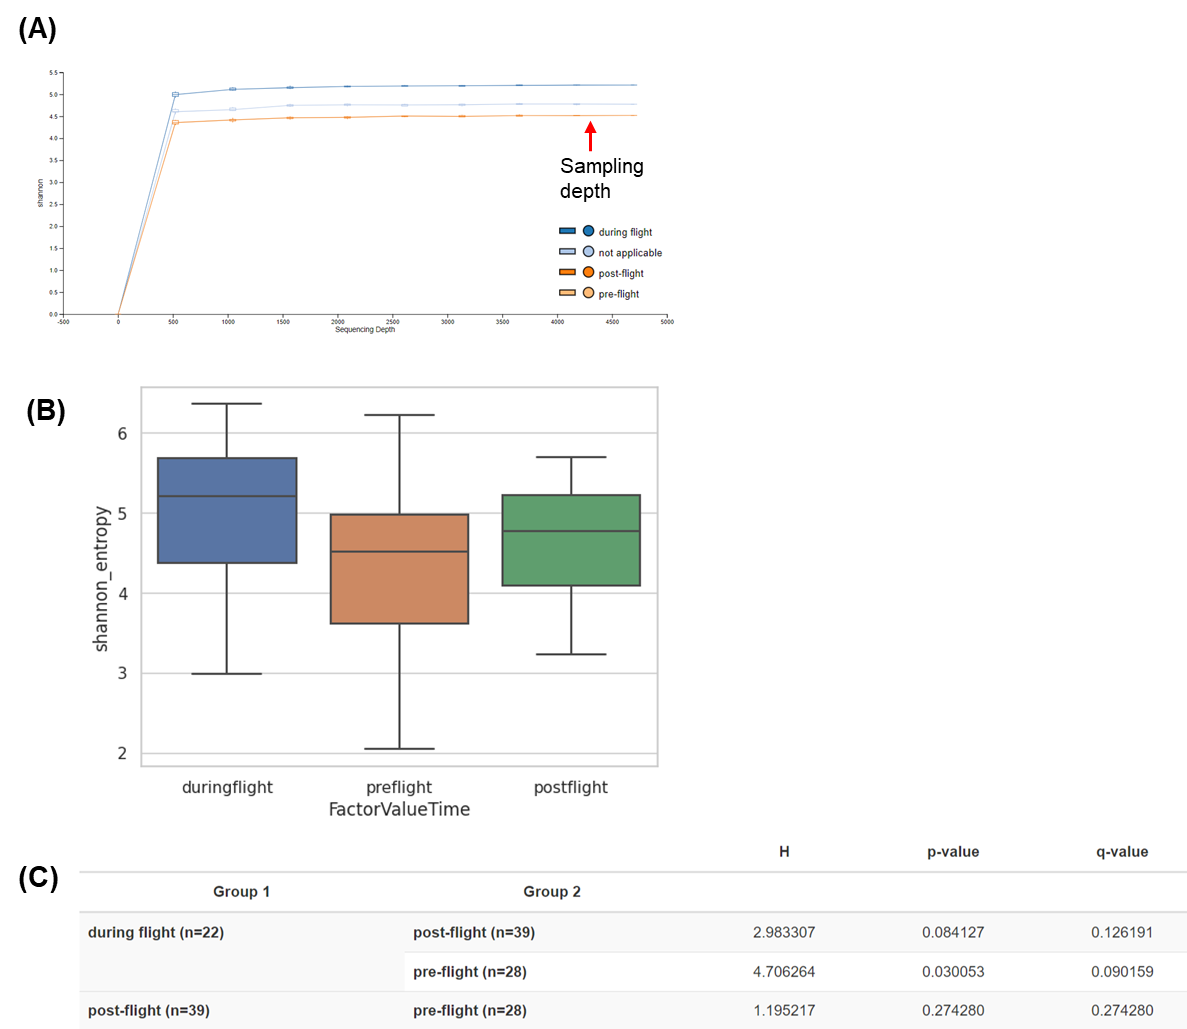 (A)
5.5
5.0
4.5
4.0
3.5
3.0
2.5
2.0
1.5
1.0
0.5
0.0
shannon
-500 0 500 1000 1500 2000 2500 3000 3500 4000 4500 5000
Sequencing Depth
Sampling
depth
during flight
not applicable
post-flight
pre-flight
(B)
6
5
4
3
2
shannon_entropy
duringflight preflight postflight
FactorValueTime
(C)
H p-value q-value
Group 1 Group 2
during flight (n=22) post-flight (n=39) 2.983307 0.084127 0.126191
pre-flight (n=28) 4.706264 0.030053 0.090159
post-flight (n=39) pre-flight (n=28) 1.195217 0.274280 0.274280